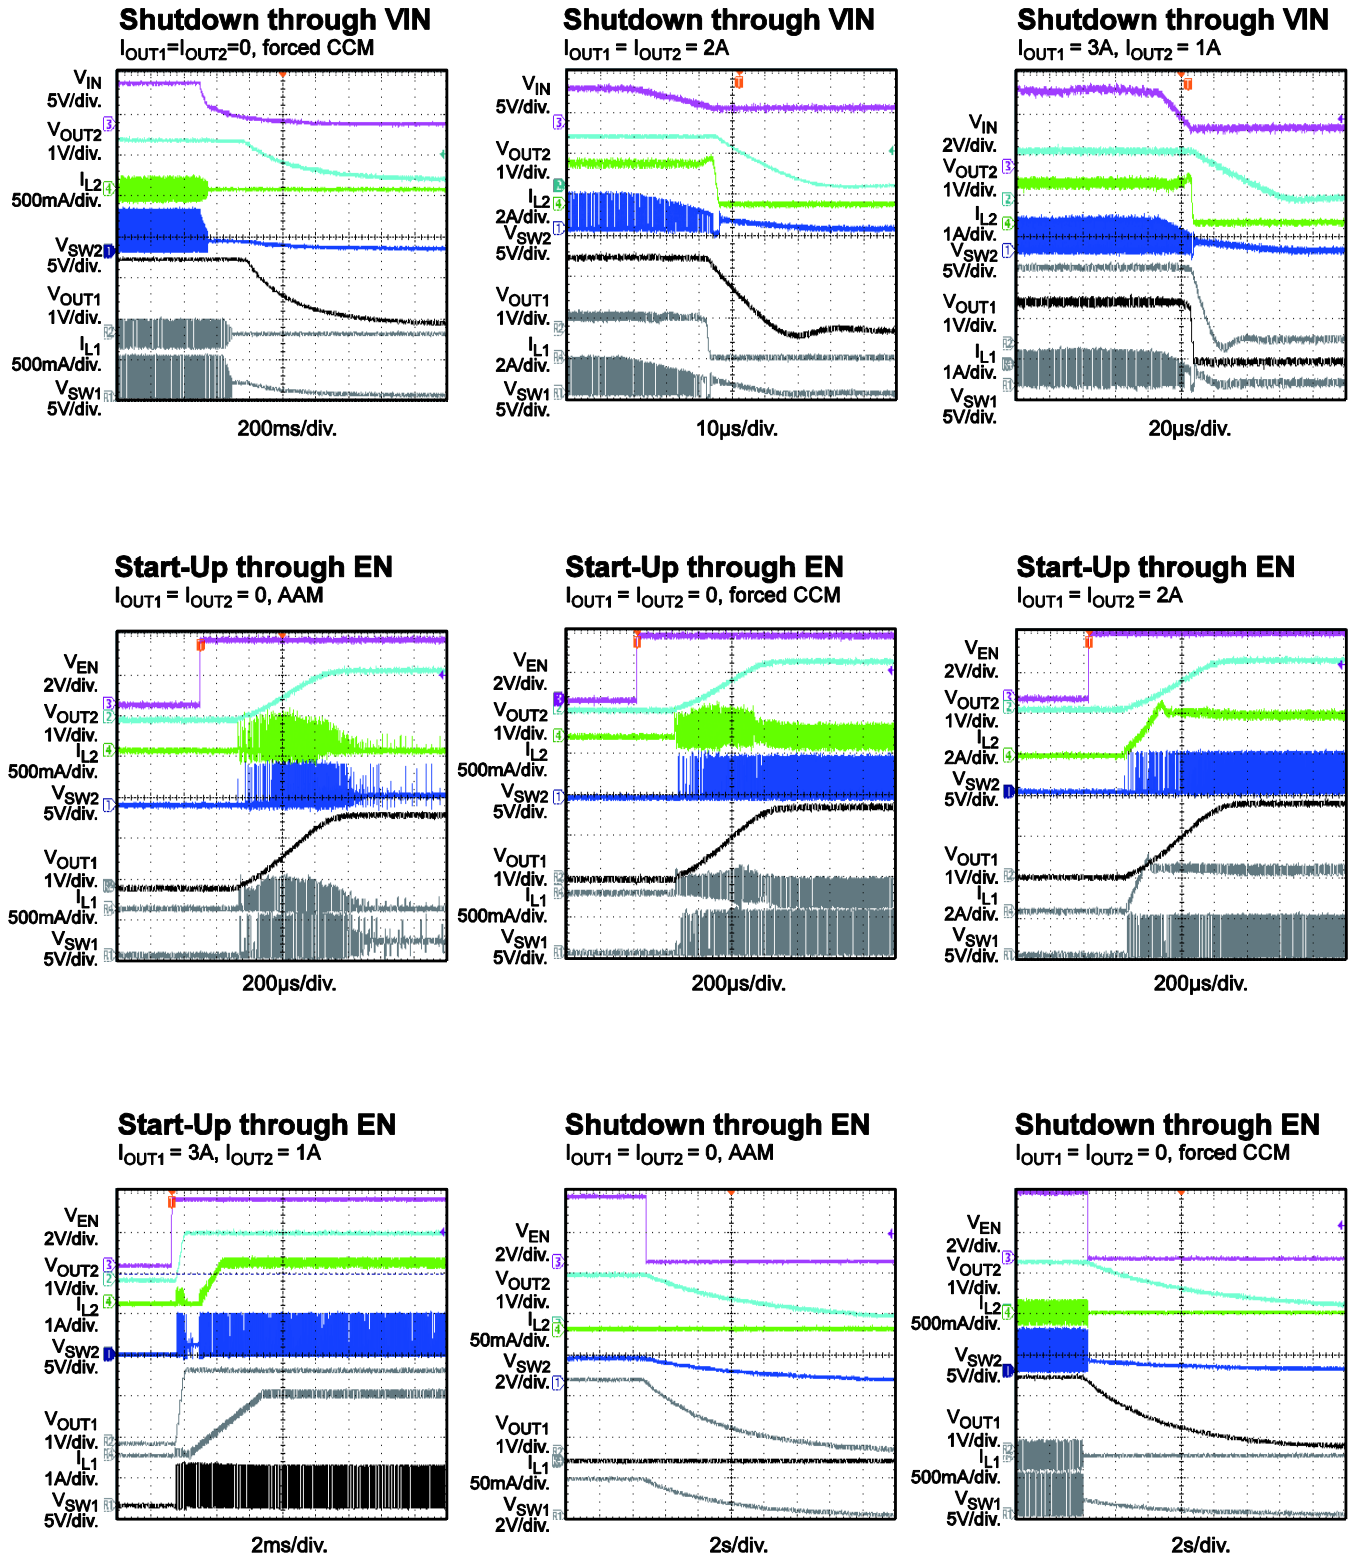 Shutdown through VIN
IOUT1=IOUT2=0, forced CCM
VIN
5V/div.
VOUT2
1V/div.
IL2
500mA/div.
VSW2
5V/div.
VOUT1
1V/div.
IL1
500mA/div.
VSW1
5V/div.
200ms/div.
Shutdown through VIN
IOUT1 = IOUT2 = 2A
VIN
5V/div.
VOUT2
1V/div.
IL2
2A/div.
VSW2
5V/div.
VOUT1
1V/div.
IL1
2A/div.
VSW1
5V/div.
10µs/div.
Shutdown through VIN
IOUT1 = 3A, IOUT2 = 1A
VIN
2V/div.
VOUT2
1V/div.
IL2
1A/div.
VSW2
5V/div.
VOUT1
1V/div.
IL1
1A/div.
VSW1
5V/div.
20µs/div.
Start-Up through EN
IOUT1 = IOUT2 = 0, AAM
VEN
2V/div.
VOUT2
1V/div.
IL2
500mA/div.
VSW2
5V/div.
VOUT1
1V/div.
IL1
500mA/div.
VSW1
5V/div.
200µs/div.
Start-Up through EN
IOUT1 = IOUT2 = 0, forced CCM
VEN
2V/div.
VOUT2
1V/div.
IL2
500mA/div.
VSW2
5V/div.
VOUT1
1V/div.
IL1
500mA/div.
VSW1
5V/div.
200µs/div.
Start-Up through EN
IOUT1 = IOUT2 = 2A
VEN
2V/div.
VOUT2
1V/div.
IL2
2A/div.
VSW2
5V/div.
VOUT1
1V/div.
IL1
2A/div.
VSW1
5V/div.
200µs/div.
Start-Up through EN
IOUT1 = 3A, IOUT2 = 1A
VEN
2V/div.
VOUT2
1V/div.
IL2
1A/div.
VSW2
5V/div.
VOUT1
1V/div.
IL1
1A/div.
VSW1
5V/div.
2ms/div.
Shutdown through EN
IOUT1 = IOUT2 = 0, AAM
VEN
2V/div.
VOUT2
1V/div.
IL2
50mA/div.
VSW2
2V/div.
VOUT1
1V/div.
IL1
50mA/div.
VSW1
2V/div.
2s/div.
Shutdown through EN
IOUT1 = IOUT2 = 0, forced CCM
VEN
2V/div.
VOUT2
1V/div.
IL2
500mA/div.
VSW2
5V/div.
VOUT1
1V/div.
IL1
500mA/div.
VSW1
5V/div.
2s/div.